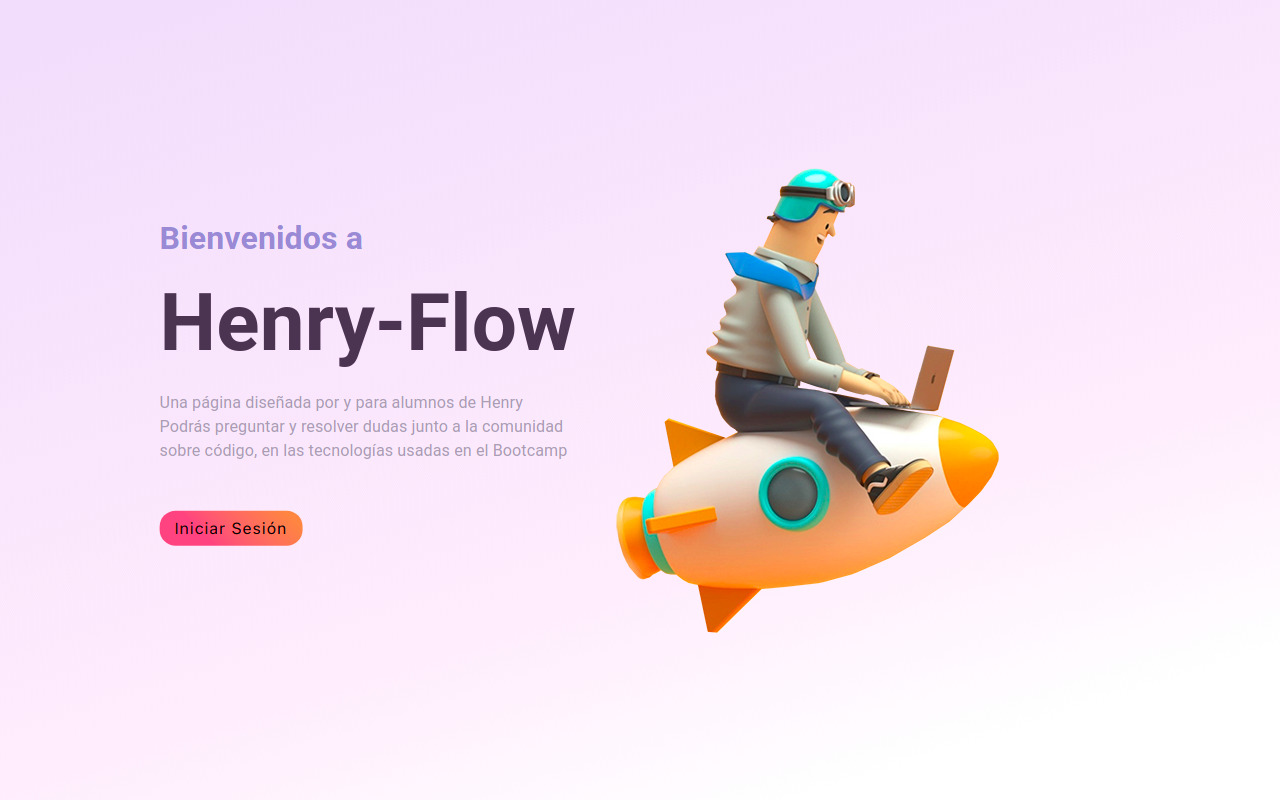 Bienvenidos a
Henry-Flow
Una página diseñada por y para alumnos de Henry
Podrás preguntar y resolver dudas junto a la comunidad
sobre código, en las tecnologías usadas en el Bootcamp
Iniciar Sesión